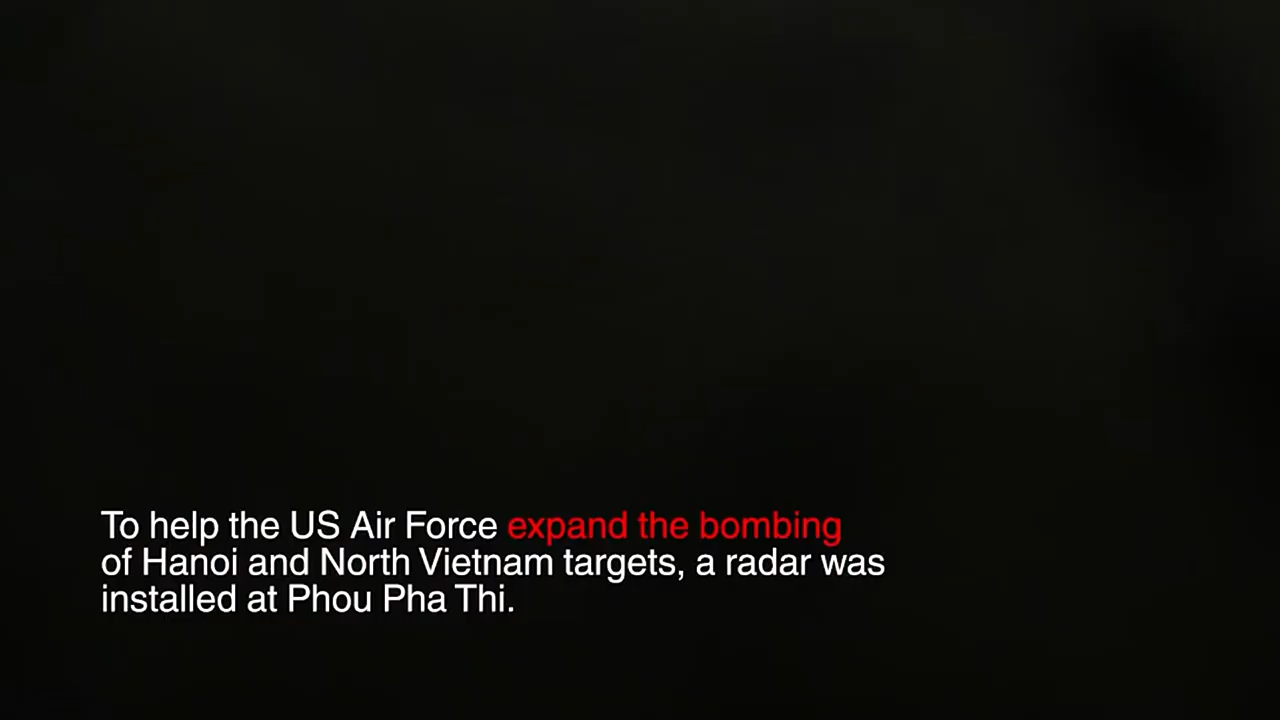 To help the US Air Force expand the bombing
of Hanoi and North Vietnam targets, a radar was
installed at Phou Pha Thi.